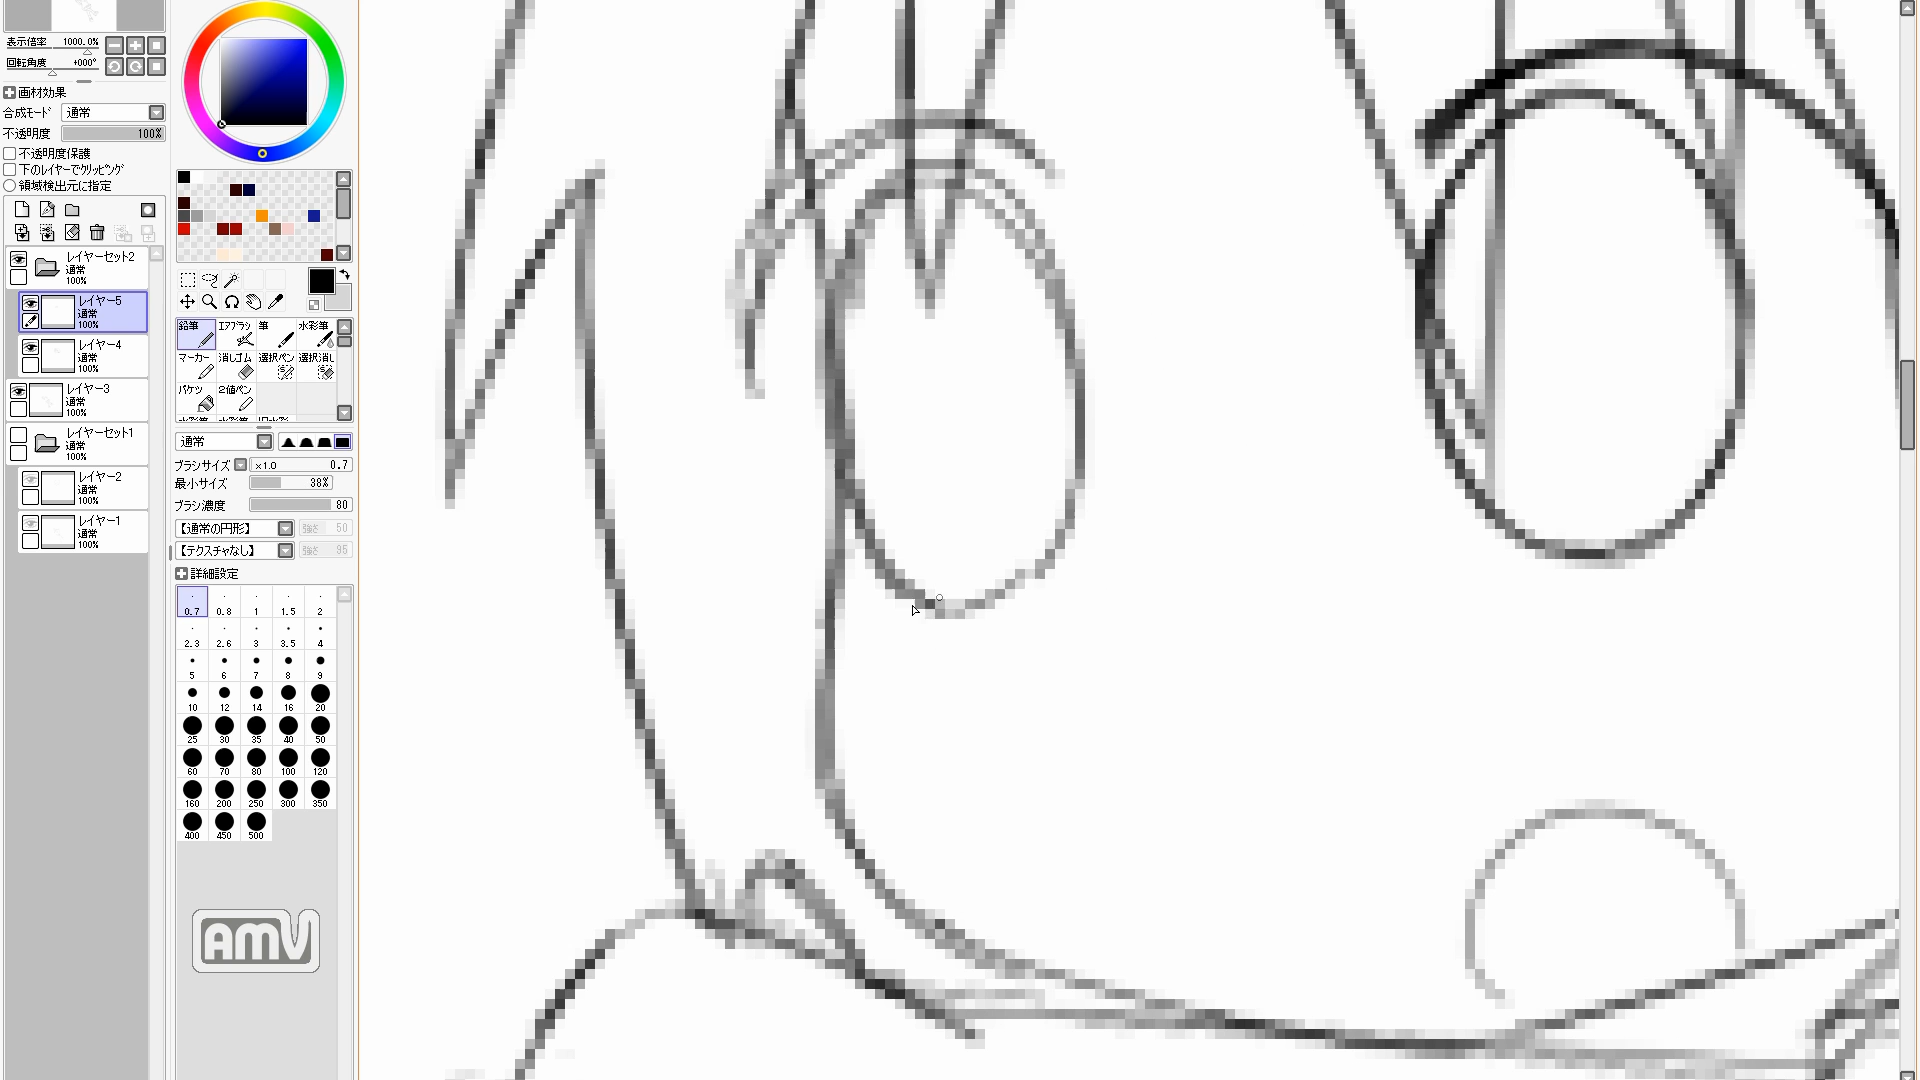 表示倍率 1000.0%
回転角度 +000°
画材効果
合成モード 通常
不透明度 100%
不透明度保護
下のレイヤーでクリッピング
領域検出元に指定
レイヤーセット2
通常
100%
レイヤー5
通常
100%
レイヤー4
通常
100%
レイヤー3
通常
100%
レイヤーセット1
通常
100%
レイヤー2
通常
100%
レイヤー1
通常
100%
鉛筆 エアブラシ 筆 水彩筆
マーカー 消しゴム 選択ペン 選択消し
バケツ 2値ペン
通常
ブラシサイズ x1.0 0.7
最小サイズ 38%
ブラシ濃度 80
【通常の円形】 強さ 50
【テクスチャなし】 強さ 95
詳細設定
0.7 0.8 1 1.5 2
2.3 2.6 3 3.5 4
5 6 7 8 9
10 12 14 16 20
25 30 35 40 50
60 70 80 100 120
160 200 250 300 350
400 450 500
AMV